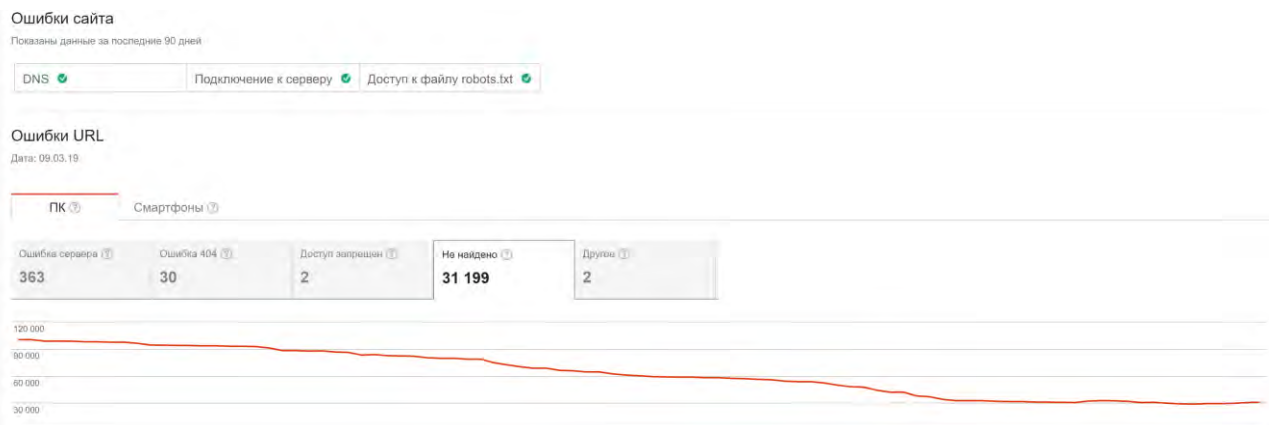 Ошибки сайта
Показаны данные за последние 90 дней
DNS Подключение к серверу Доступ к файлу robots.txt
Ошибки URL
Дата: 09.03.19
ПК ? Смартфоны ?
Ошибка сервера ? Ошибка 404 ? Доступ запрещен ? Не найдено ? Другое ?
363 30 2 31 199 2
120 000
90 000
60 000
30 000